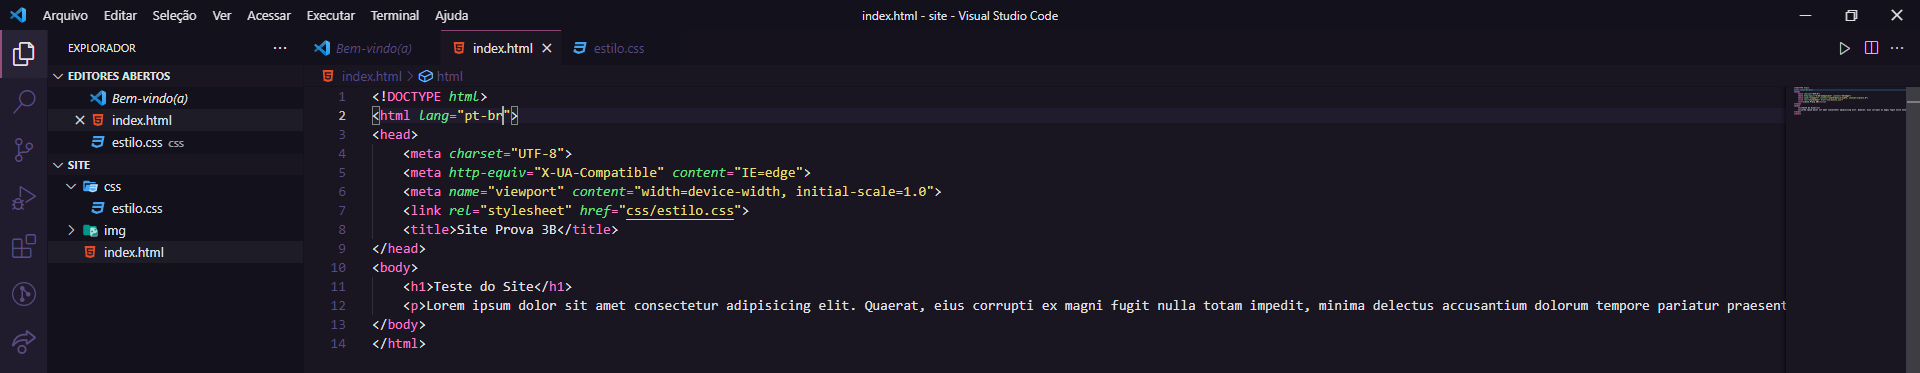 Arquivo Editar Seleção Ver Acessar Executar Terminal Ajuda index.html - site - Visual Studio Code
EXPLORADOR ··· Bem-vindo(a) index.html estilo.css ···
EDITORES ABERTOS
Bem-vindo(a)
index.html
estilo.css css
SITE
css
estilo.css
img
index.html
index.html > html
1 <!DOCTYPE html>
2 <html lang="pt-br">
3 <head>
4 <meta charset="UTF-8">
5 <meta http-equiv="X-UA-Compatible" content="IE=edge">
6 <meta name="viewport" content="width=device-width, initial-scale=1.0">
7 <link rel="stylesheet" href="css/estilo.css">
8 <title>Site Prova 3B</title>
9 </head>
10 <body>
11 <h1>Teste do Site</h1>
12 <p>Lorem ipsum dolor sit amet consectetur adipisicing elit. Quaerat, eius corrupti ex magni fugit nulla totam impedit, minima delectus accusantium dolorum tempore pariatur praesent
13 </body>
14 </html>